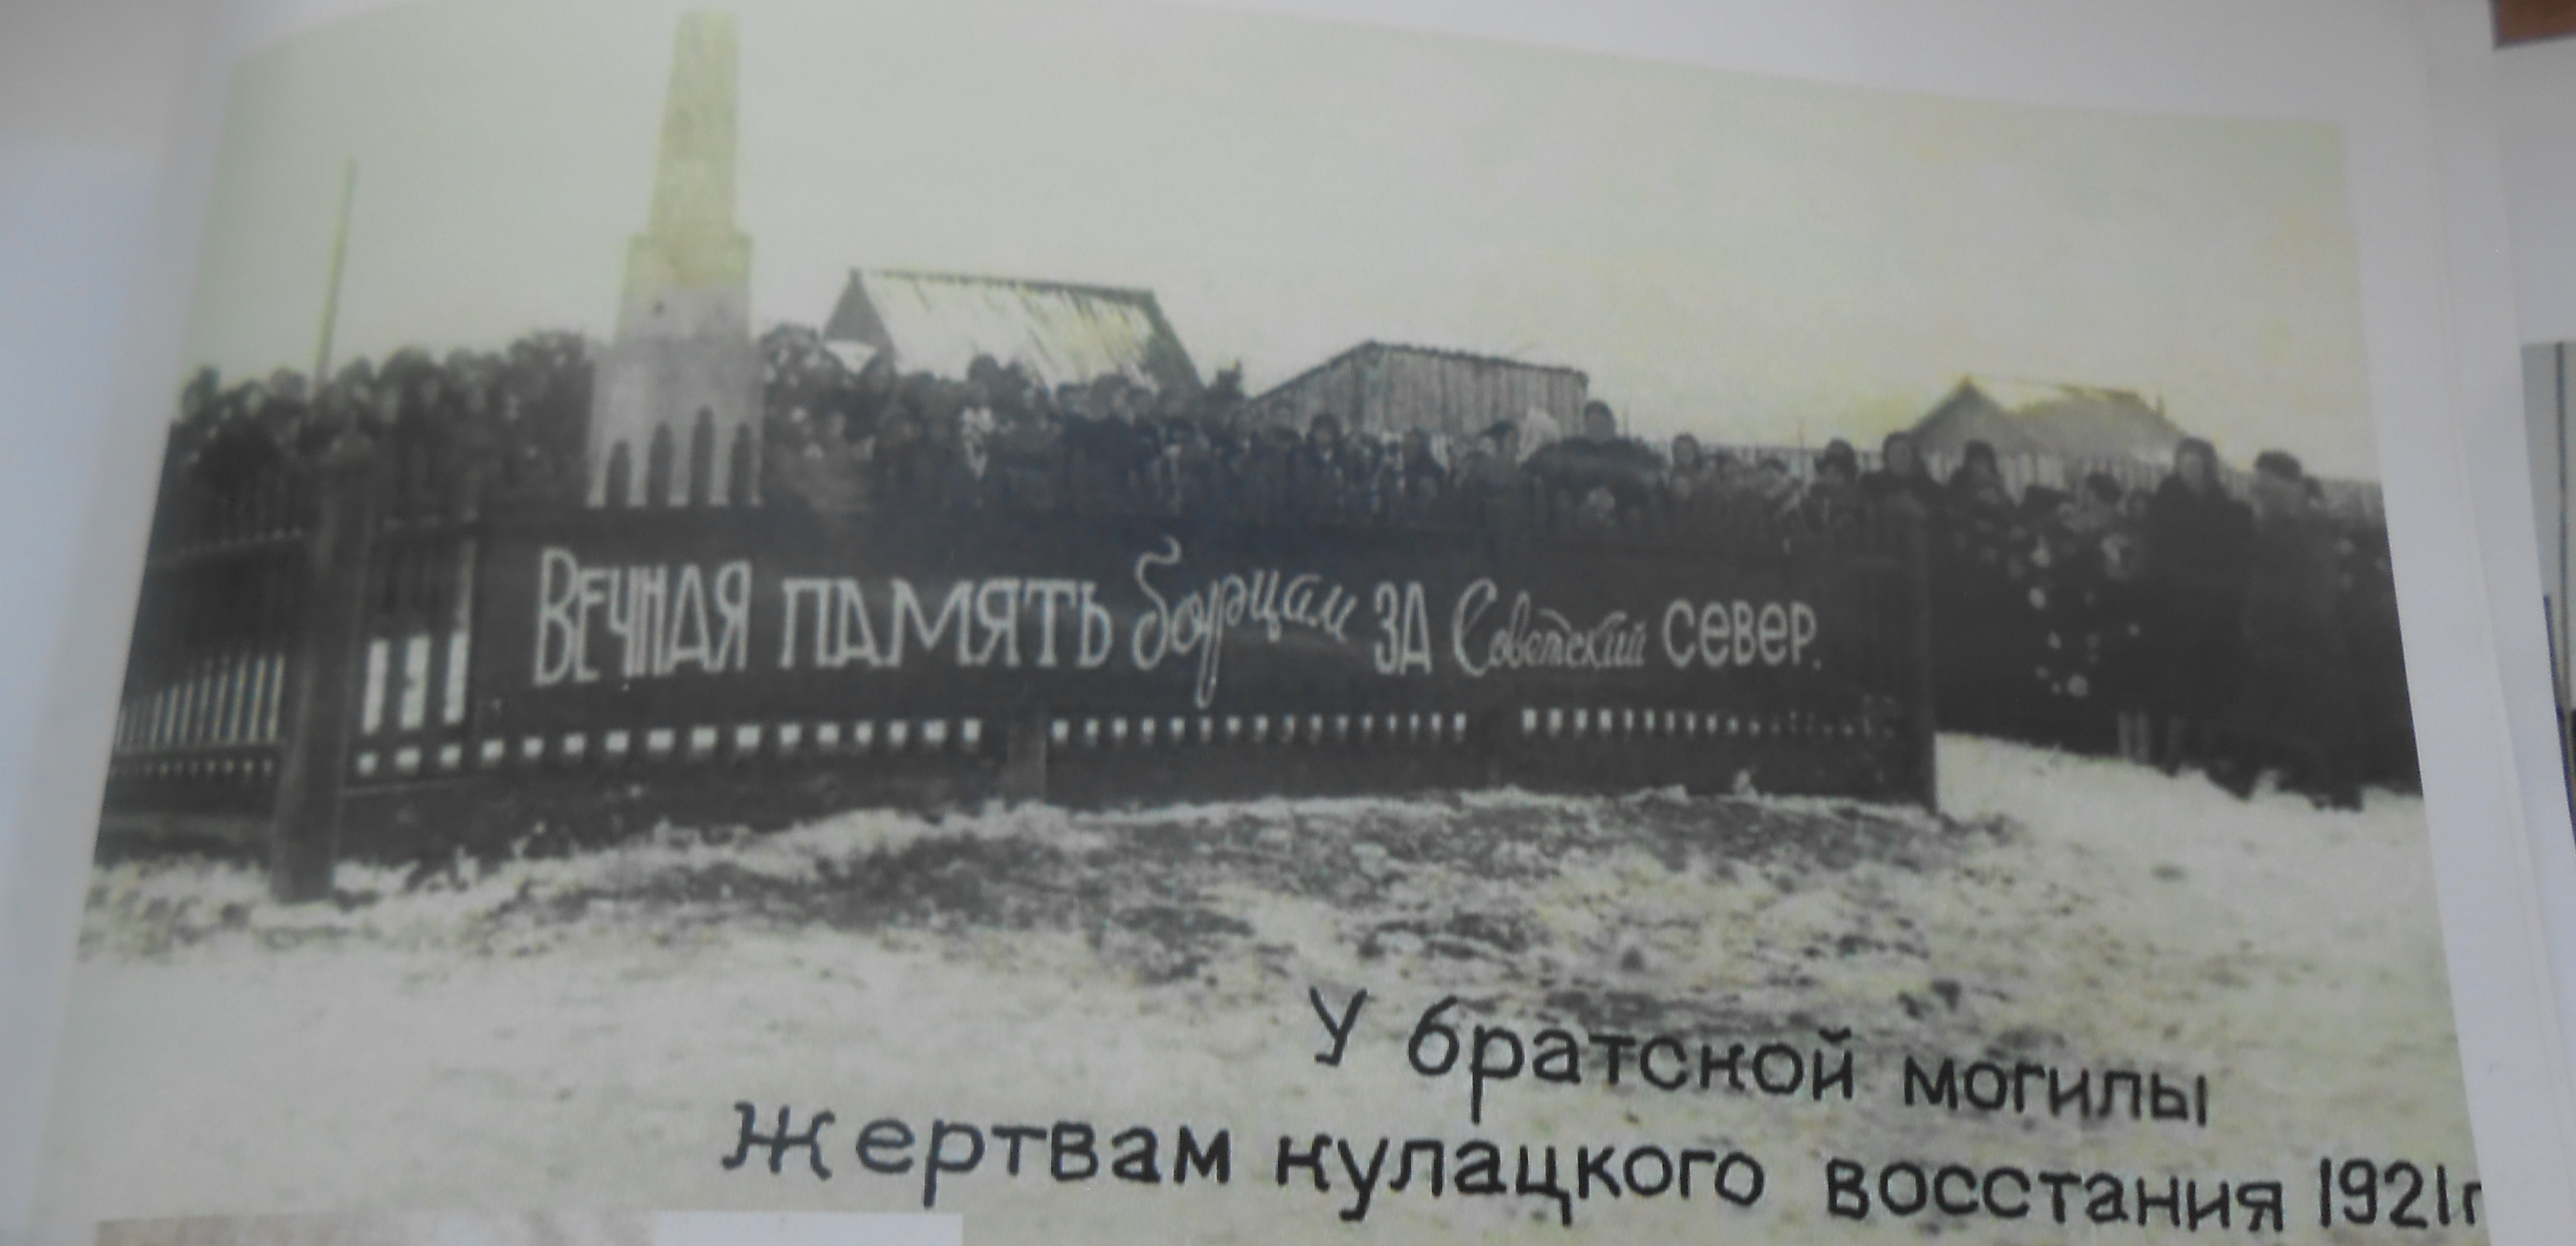 Вечная память борцам за Советский север.
У братской могилы
Жертвам кулацкого восстания 1921г